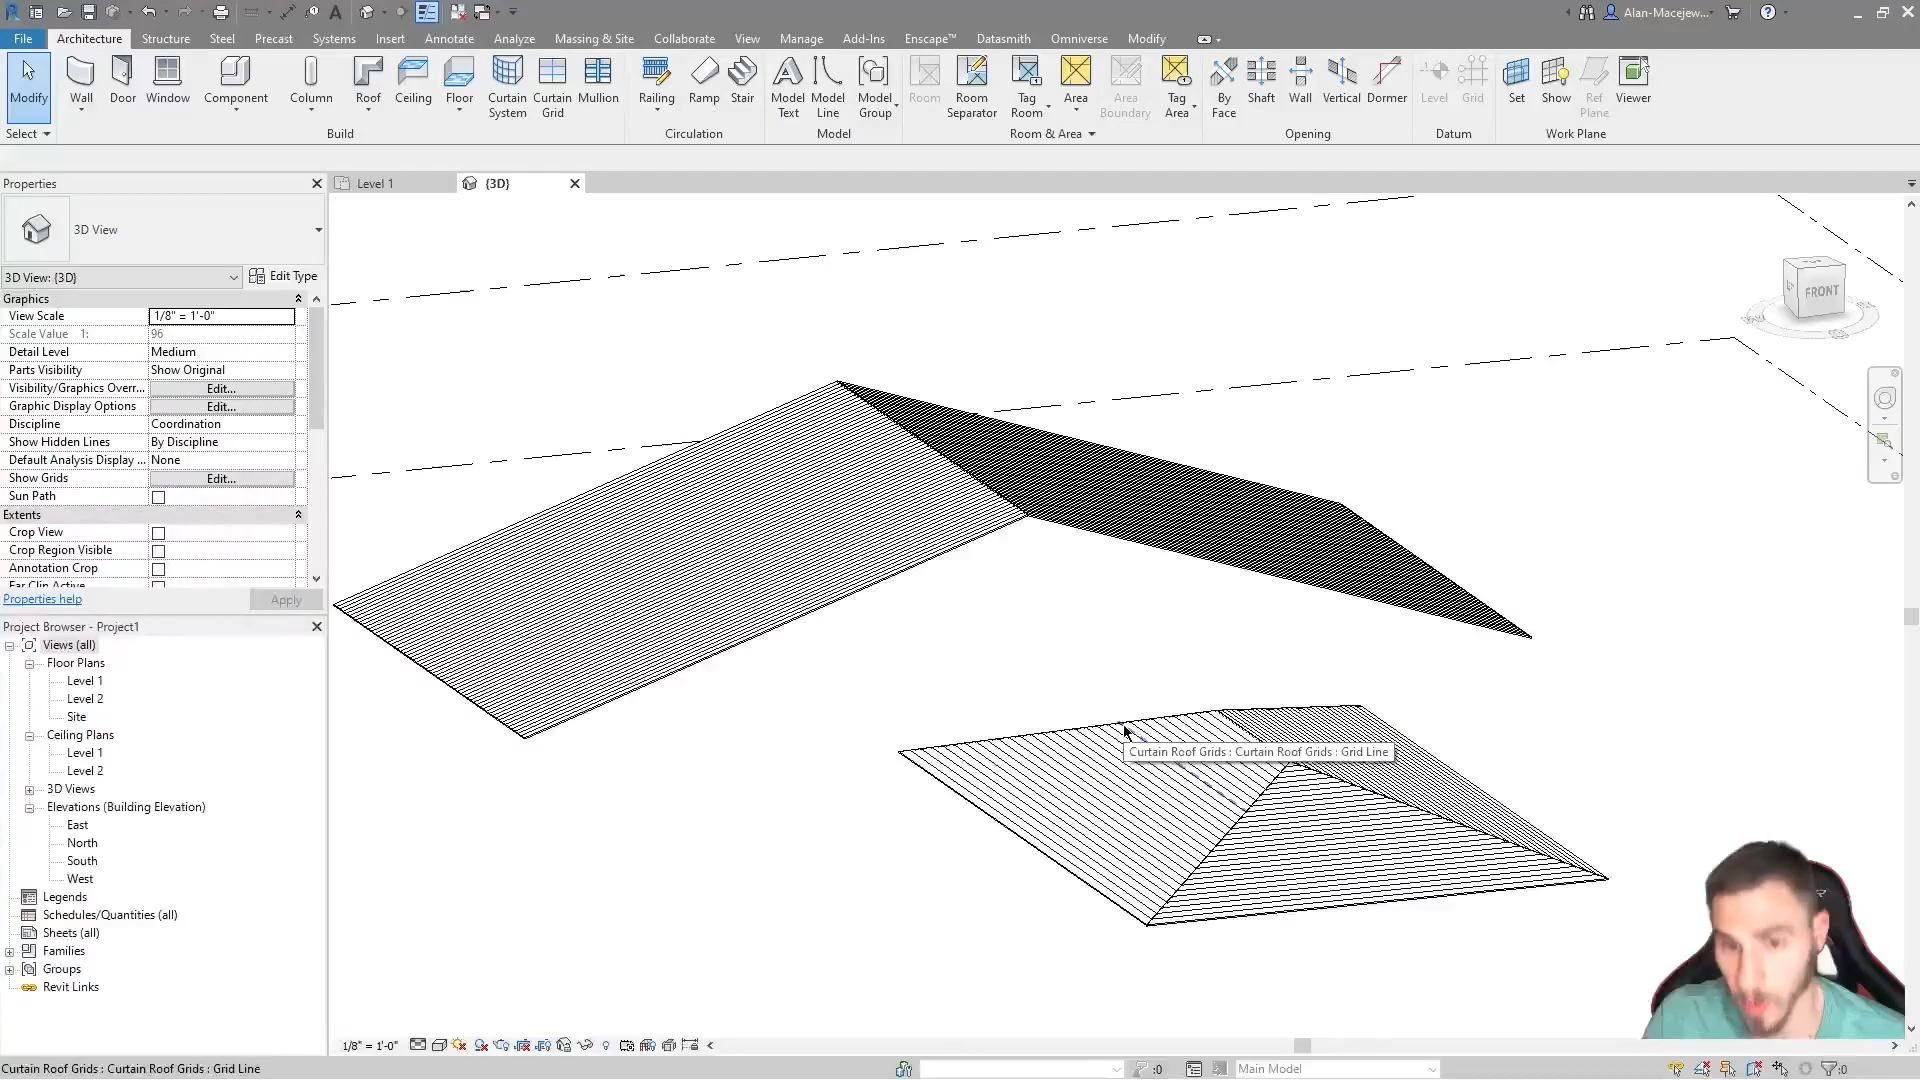 Alan-Macejew...
File
Architecture
Structure
Steel
Precast
Systems
Insert
Annotate
Analyze
Massing & Site
Collaborate
View
Manage
Add-Ins
Enscape™
Datasmith
Omniverse
Modify
Modify
Wall
Door
Window
Component
Column
Roof
Ceiling
Floor
Curtain System
Curtain Grid
Mullion
Railing
Ramp
Stair
Model Text
Model Line
Model Group
Room
Room Separator
Tag Room
Area
Area Boundary
Tag Area
By Face
Shaft
Wall
Vertical
Dormer
Level
Grid
Set
Show
Ref Plane
Viewer
Select
Build
Circulation
Model
Room & Area
Opening
Datum
Work Plane
Properties
Level 1
{3D}
3D View
3D View: {3D}
Edit Type
Graphics
View Scale
1/8" = 1'-0"
Scale Value 1:
96
Detail Level
Medium
Parts Visibility
Show Original
Visibility/Graphics Overr...
Edit...
Graphic Display Options
Edit...
Discipline
Coordination
Show Hidden Lines
By Discipline
Default Analysis Display ...
None
Show Grids
Edit...
Sun Path
Extents
Crop View
Crop Region Visible
Annotation Crop
Far Clip Active
Properties help
Apply
Project Browser - Project1
Views (all)
Floor Plans
Level 1
Level 2
Site
Ceiling Plans
Level 1
Level 2
3D Views
Elevations (Building Elevation)
East
North
South
West
Legends
Schedules/Quantities (all)
Sheets (all)
Families
Groups
Revit Links
FRONT
Curtain Roof Grids : Curtain Roof Grids : Grid Line
1/8" = 1'-0"
Curtain Roof Grids : Curtain Roof Grids : Grid Line
:0
Main Model
:0